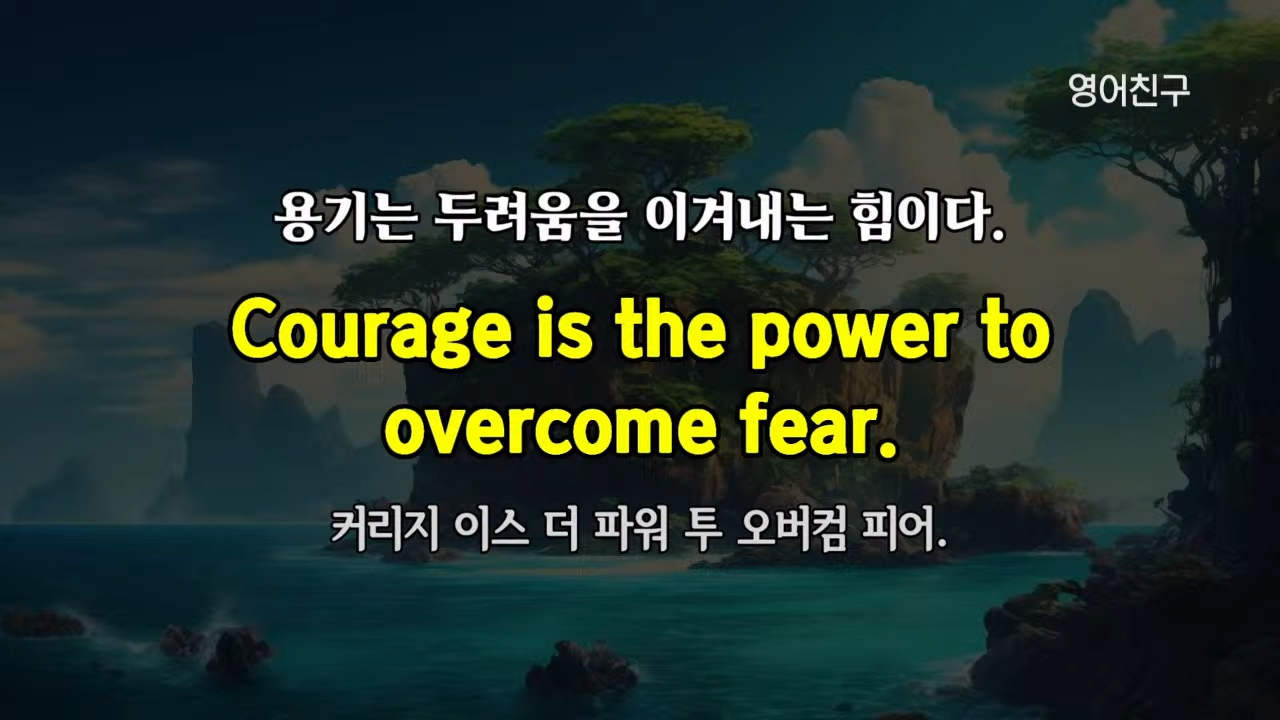 영어친구
용기는 두려움을 이겨내는 힘이다.
Courage is the power to
overcome fear.
커리지 이스 더 파워 투 오버컴 피어.